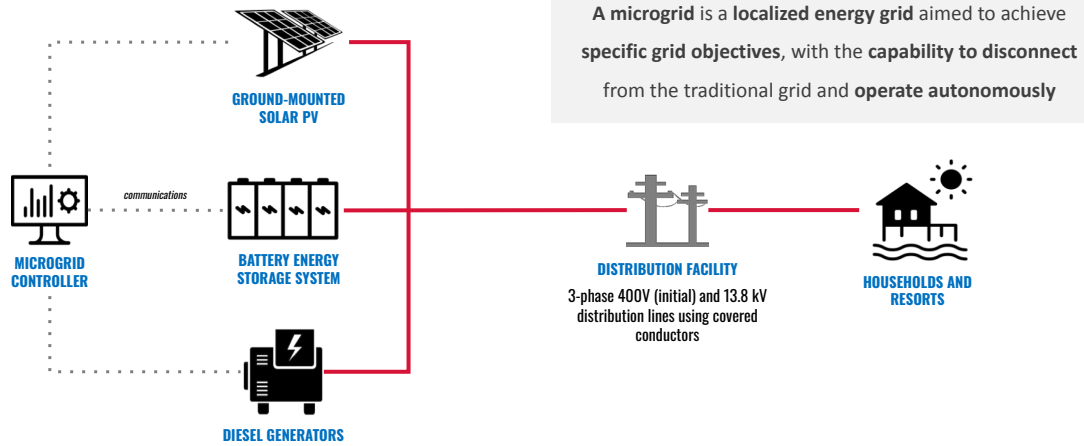 A microgrid is a localized energy grid aimed to achieve
specific grid objectives, with the capability to disconnect
from the traditional grid and operate autonomously
GROUND-MOUNTED
SOLAR PV
communications
MICROGRID
CONTROLLER
BATTERY ENERGY
STORAGE SYSTEM
DISTRIBUTION FACILITY
3-phase 400V (initial) and 13.8 kV
distribution lines using covered
conductors
HOUSEHOLDS AND
RESORTS
DIESEL GENERATORS